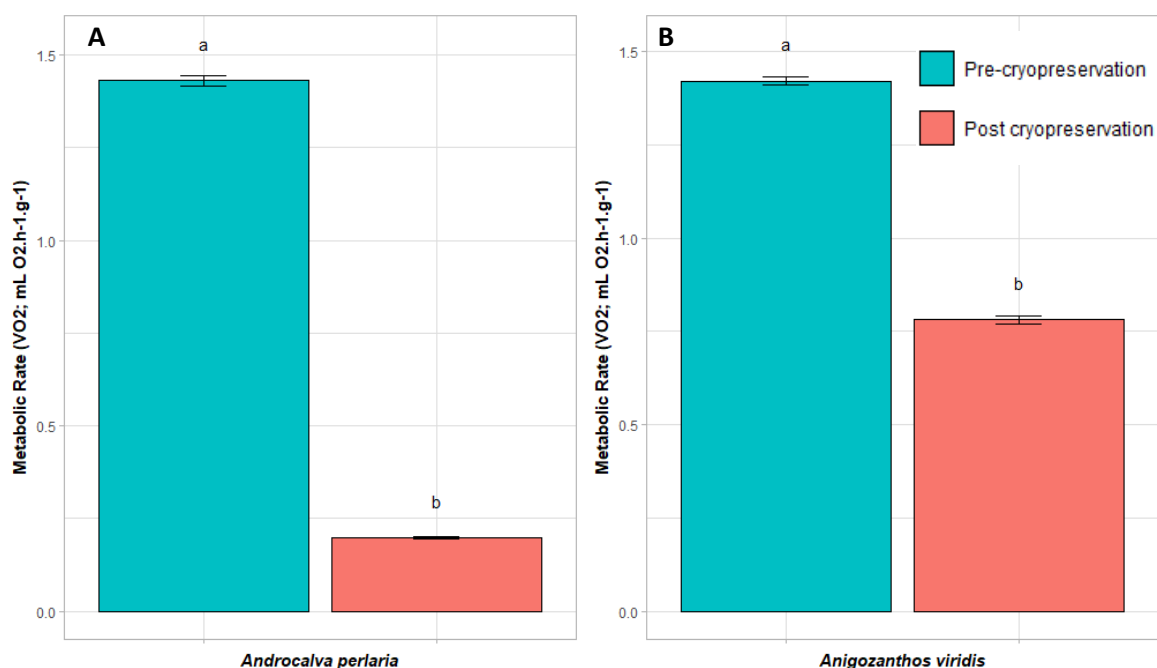 A
a
1.5
1.0
0.5
0.0
b
Metabolic Rate (VO2; mL O2.h-1.g-1)
Androcalva perlaria
B
a
1.5
1.0
0.5
0.0
b
Metabolic Rate (VO2; mL O2.h-1.g-1)
Anigozanthos viridis
Pre-cryopreservation
Post cryopreservation